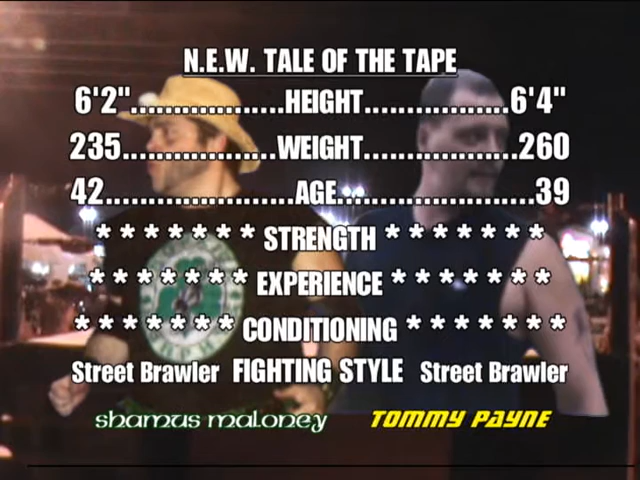 N.E.W. TALE OF THE TAPE
6'2"..................HEIGHT.................6'4"
235..................WEIGHT..................260
42......................AGE......................39
* * * * * * * STRENGTH * * * * * * *
* * * * * * * EXPERIENCE * * * * * * *
* * * * * * * CONDITIONING * * * * * * *
Street Brawler FIGHTING STYLE Street Brawler
shamus maloney TOMMY PAYNE